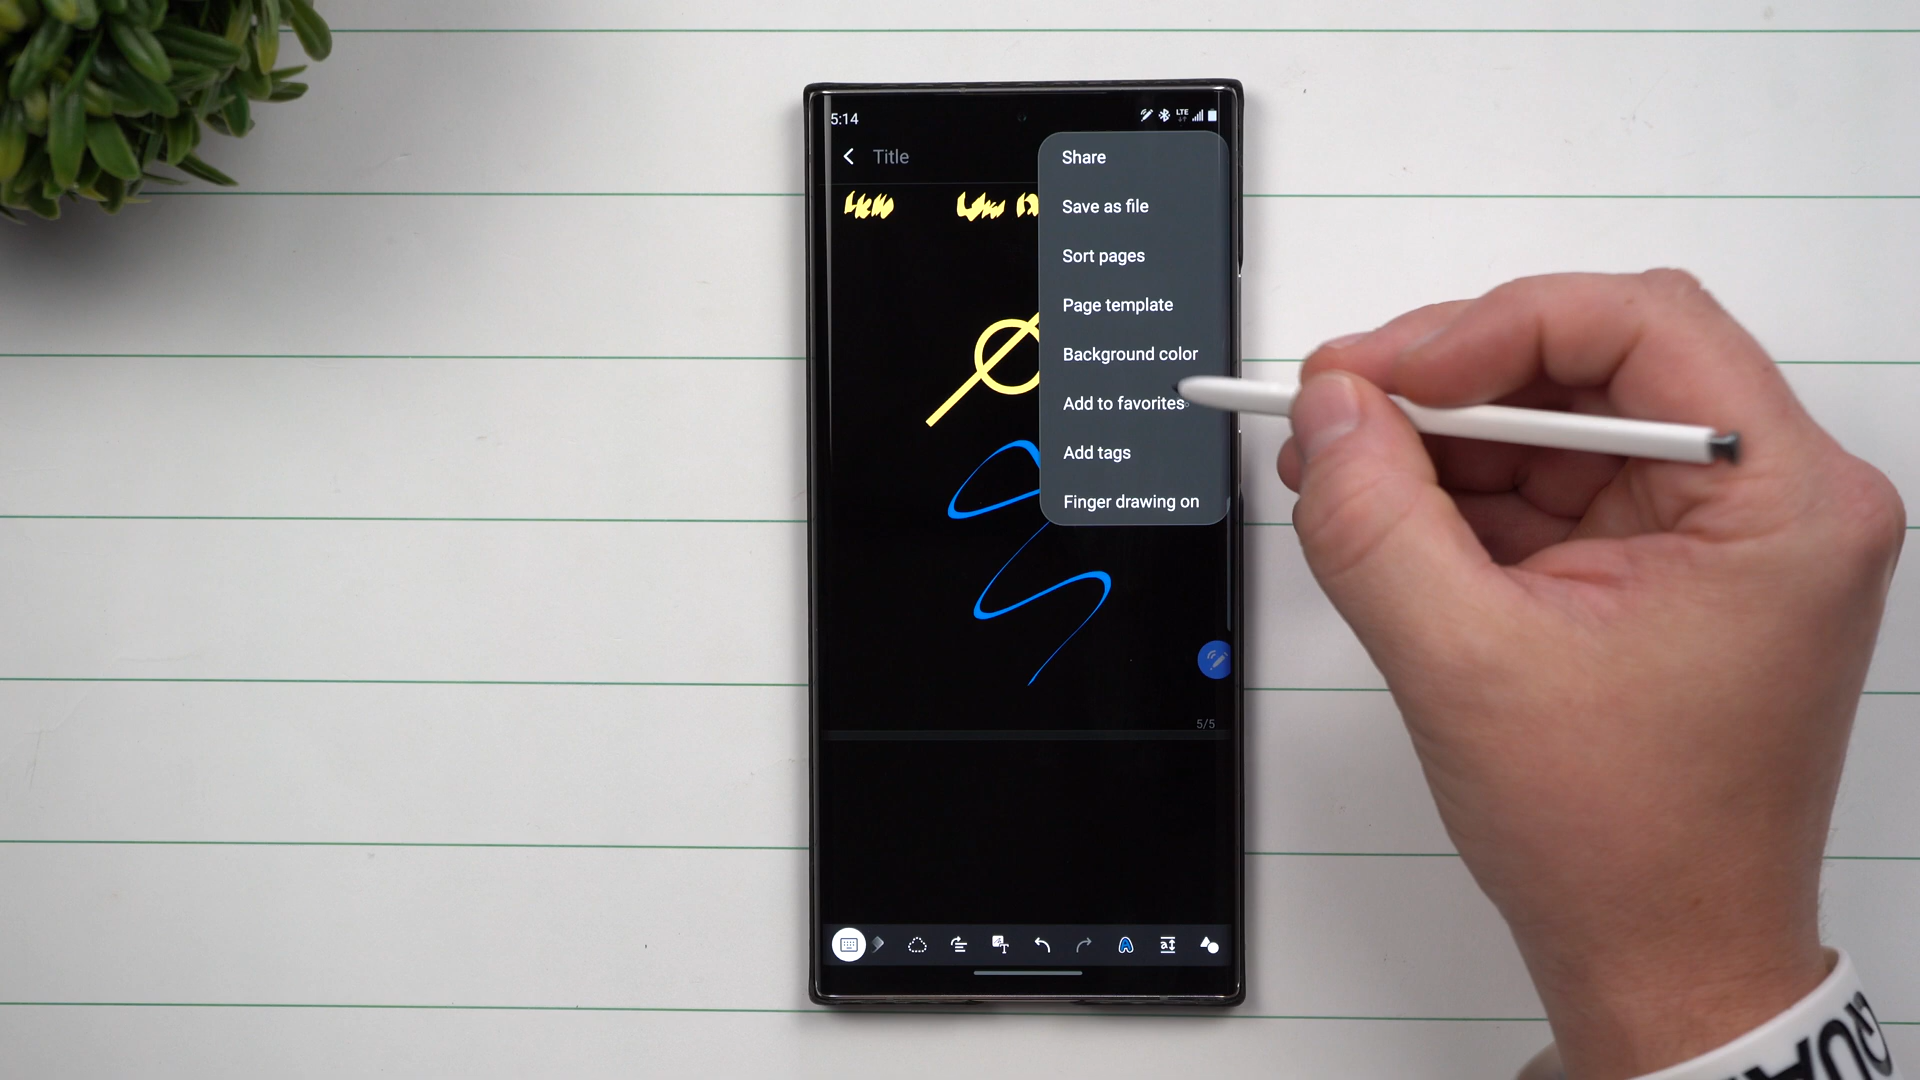 5:14
LTE
Title
Share
Save as file
Sort pages
Page template
Background color
Add to favorites
Add tags
Finger drawing on
5/5